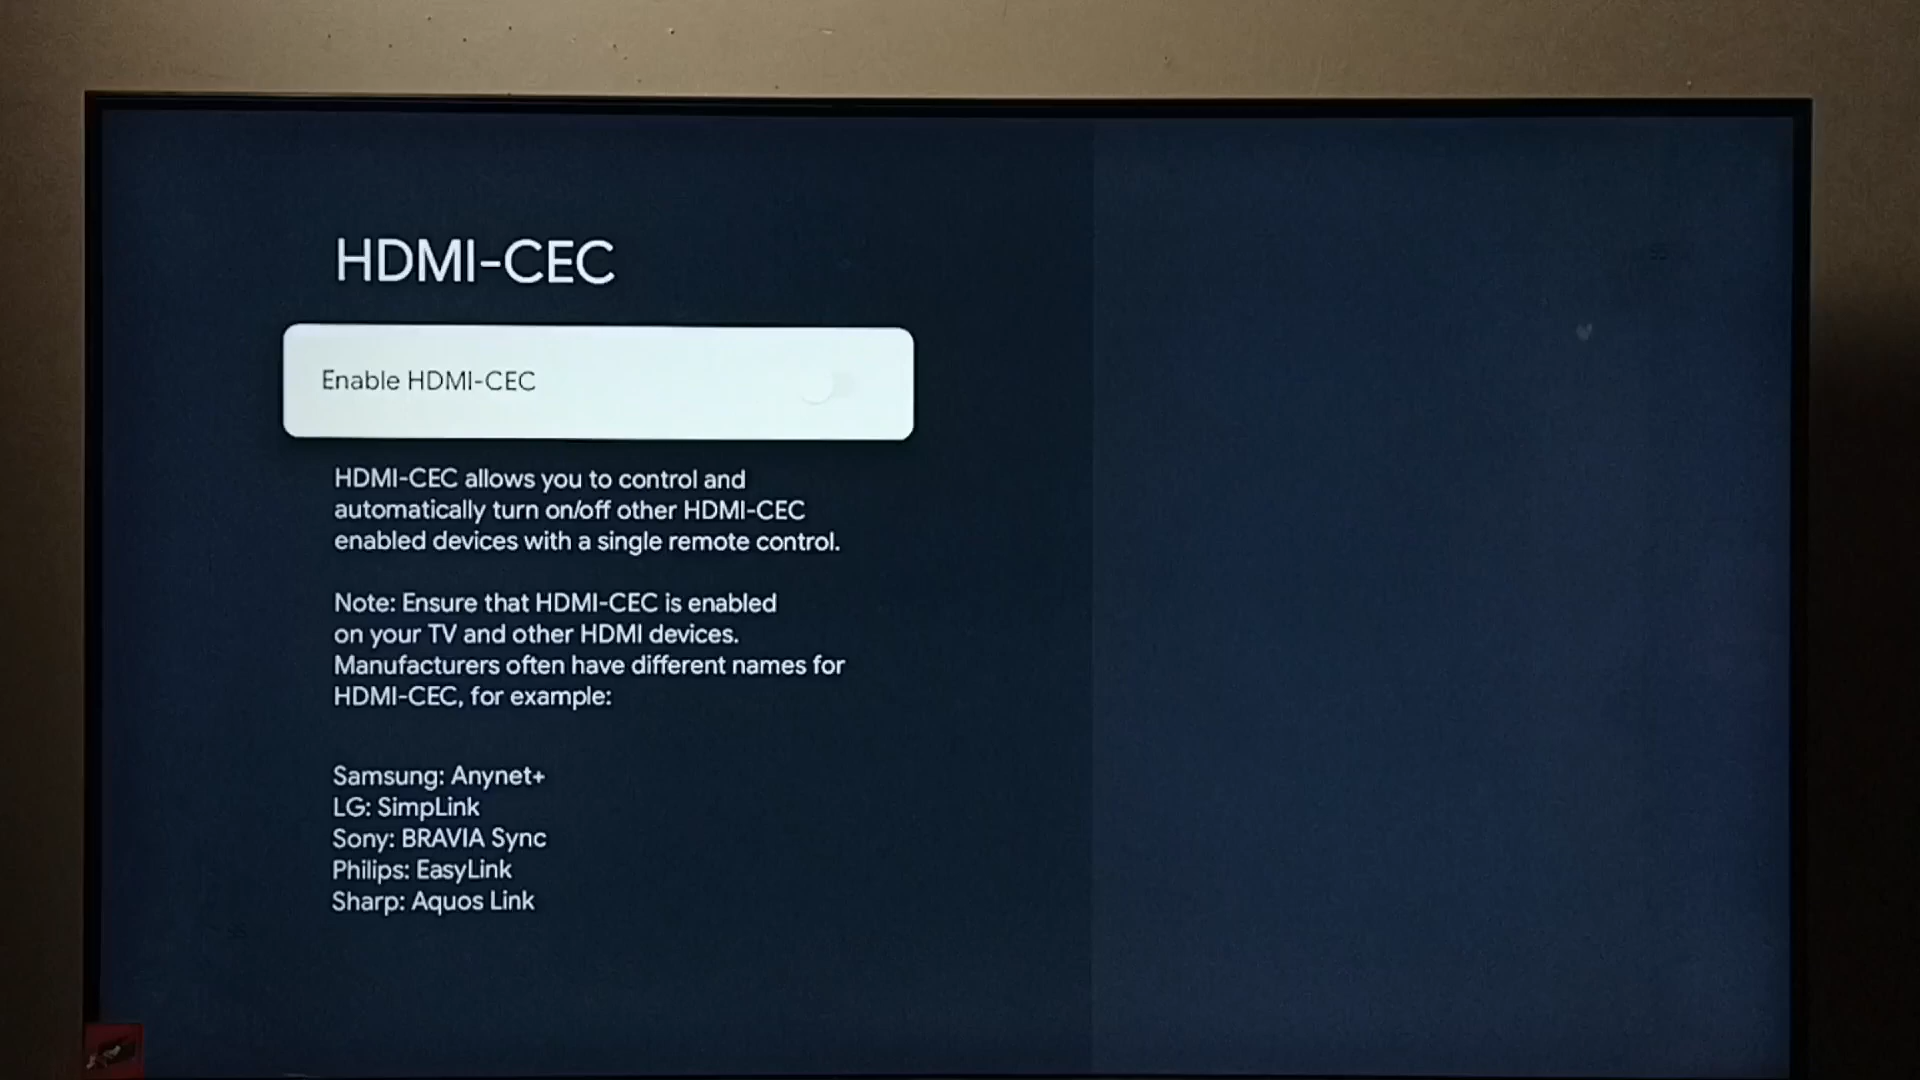 HDMI-CEC
Enable HDMI-CEC
HDMI-CEC allows you to control and
automatically turn on/off other HDMI-CEC
enabled devices with a single remote control.
Note: Ensure that HDMI-CEC is enabled
on your TV and other HDMI devices.
Manufacturers often have different names for
HDMI-CEC, for example:
Samsung: Anynet+
LG: SimpLink
Sony: BRAVIA Sync
Philips: EasyLink
Sharp: Aquos Link